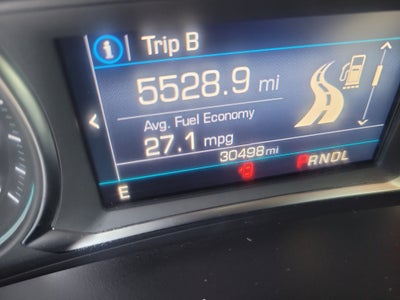 i Trip B
5528.9 mi
Avg. Fuel Economy
27.1 mpg
30498 mi
E PRNDL